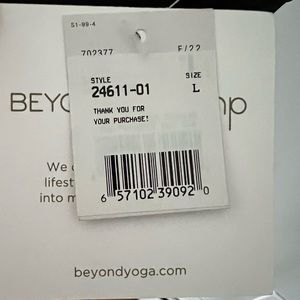 51-89-4
702377 F/22
STYLE SIZE
24611-01 L
THANK YOU FOR
YOUR PURCHASE!
BEYO
We c
lifest
into m
6 57102 39092 0
beyondyoga.com